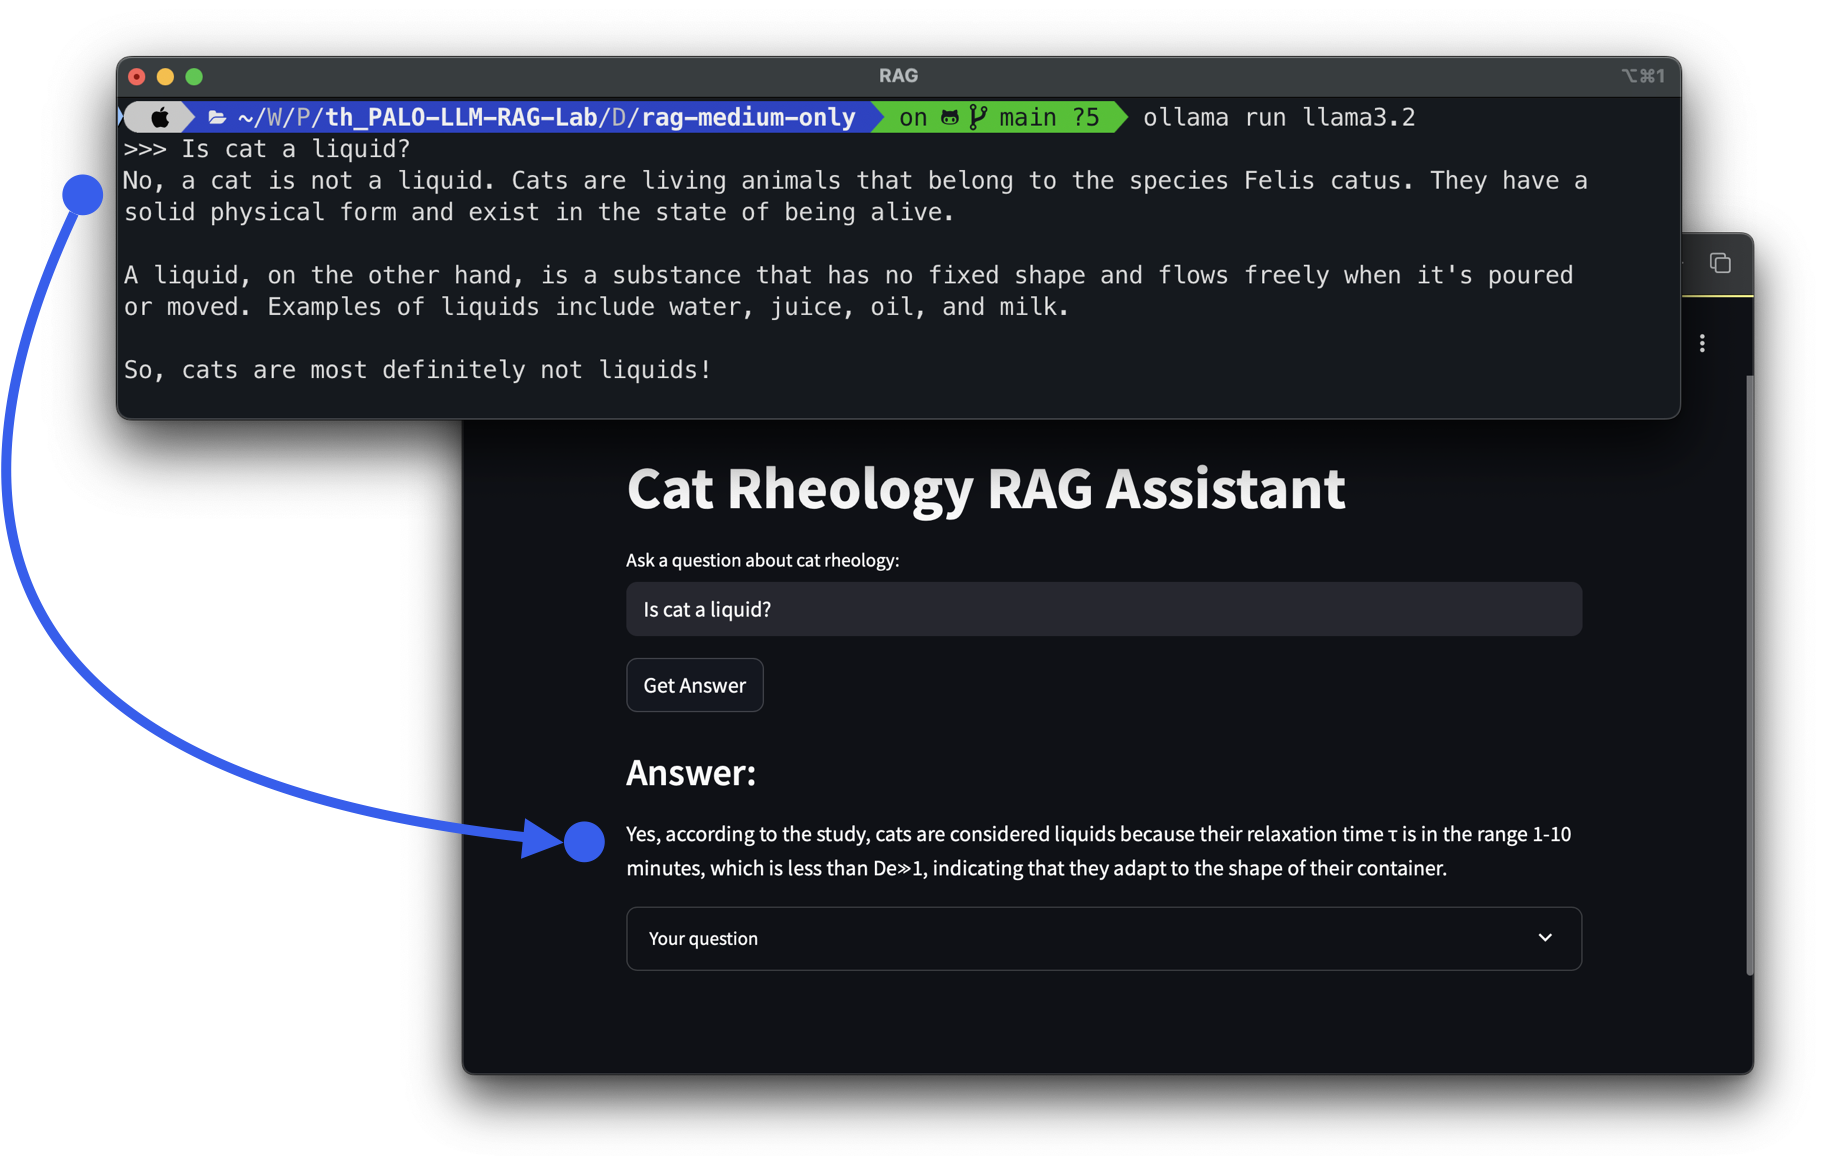 RAG
⌥⌘1
~/W/P/th_PALO-LLM-RAG-Lab/D/rag-medium-only on main ?5 ollama run llama3.2
>>> Is cat a liquid?
No, a cat is not a liquid. Cats are living animals that belong to the species Felis catus. They have a
solid physical form and exist in the state of being alive.
A liquid, on the other hand, is a substance that has no fixed shape and flows freely when it's poured
or moved. Examples of liquids include water, juice, oil, and milk.
So, cats are most definitely not liquids!
Cat Rheology RAG Assistant
Ask a question about cat rheology:
Is cat a liquid?
Get Answer
Answer:
Yes, according to the study, cats are considered liquids because their relaxation time τ is in the range 1-10
minutes, which is less than De≫1, indicating that they adapt to the shape of their container.
Your question